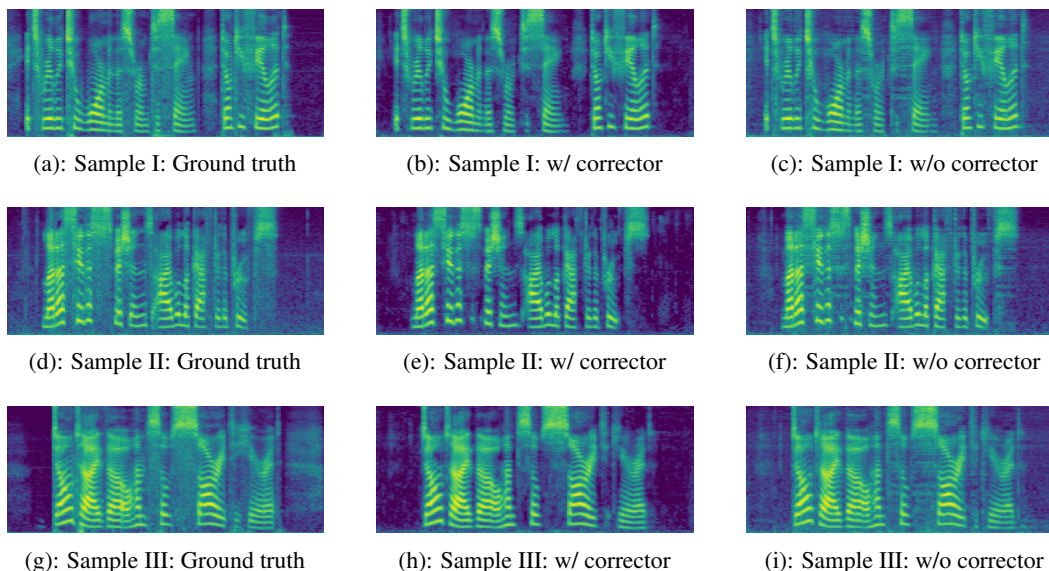 (a): Sample I: Ground truth
(b): Sample I: w/ corrector
(c): Sample I: w/o corrector
(d): Sample II: Ground truth
(e): Sample II: w/ corrector
(f): Sample II: w/o corrector
(g): Sample III: Ground truth
(h): Sample III: w/ corrector
(i): Sample III: w/o corrector